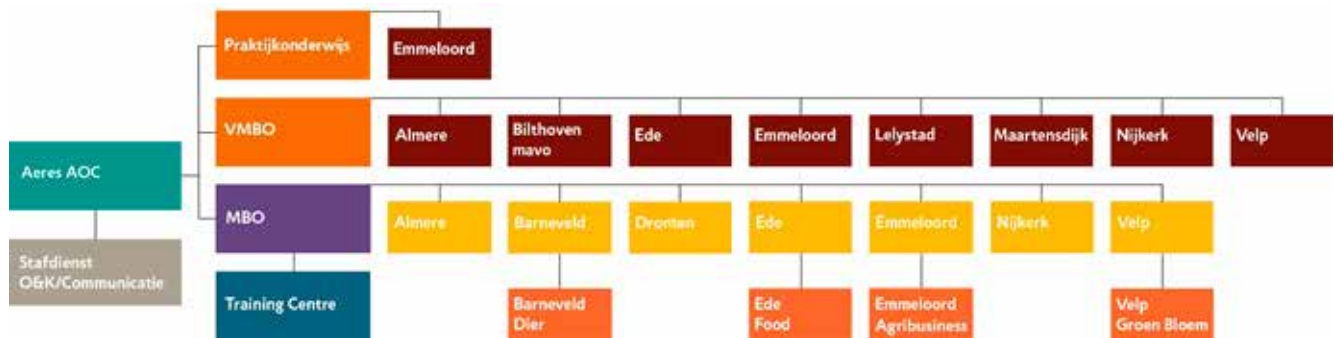 Praktijkonderwijs
Emmeloord
VMBO
Almere
Bilthoven
mavo
Ede
Emmeloord
Lelystad
Maartensdijk
Nijkerk
Velp
Aeres AOC
MBO
Almere
Barneveld
Dronten
Ede
Emmeloord
Nijkerk
Velp
Stafdienst
O&K/Communicatie
Training Centre
Barneveld
Dier
Ede
Food
Emmeloord
Agribusiness
Velp
Groen Bloem